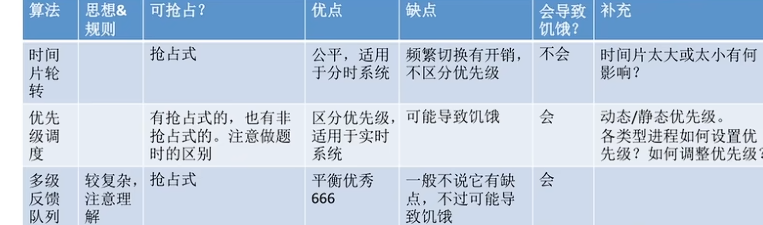 算法 思想& 可抢占？ 优点 缺点 会导致 补充
规则 饥饿？
时间 抢占式 公平，适用 频繁切换有开销， 不会 时间片太大或太小有何
片轮 于分时系统 不区分优先级 影响？
转
优先 有抢占式的，也有非 区分优先级， 可能导致饥饿 会 动态/静态优先级。
级调 抢占式的。注意做题 适用于实时 各类型进程如何设置优
度 时的区别 系统 先级？如何调整优先级？
多级 较复杂， 抢占式 平衡优秀 一般不说它有缺 会
反馈 注意理 666 点，不过可能导
队列 解 致饥饿